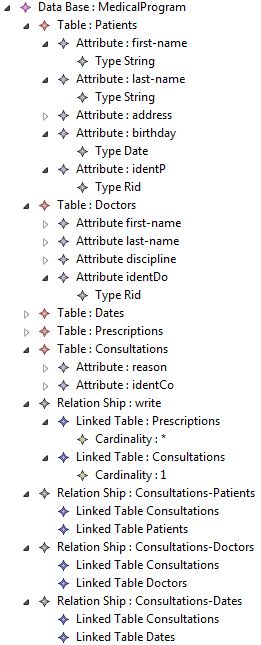 Data Base : MedicalProgram
Table : Patients
Attribute : first-name
Type String
Attribute : last-name
Type String
Attribute : address
Attribute : birthday
Type Date
Attribute : identP
Type Rid
Table : Doctors
Attribute first-name
Attribute last-name
Attribute discipline
Attribute identDo
Type Rid
Table : Dates
Table : Prescriptions
Table : Consultations
Attribute : reason
Attribute : identCo
Relation Ship : write
Linked Table : Prescriptions
Cardinality : *
Linked Table : Consultations
Cardinality : 1
Relation Ship : Consultations-Patients
Linked Table Consultations
Linked Table Patients
Relation Ship : Consultations-Doctors
Linked Table Consultations
Linked Table Doctors
Relation Ship : Consultations-Dates
Linked Table Consultations
Linked Table Dates